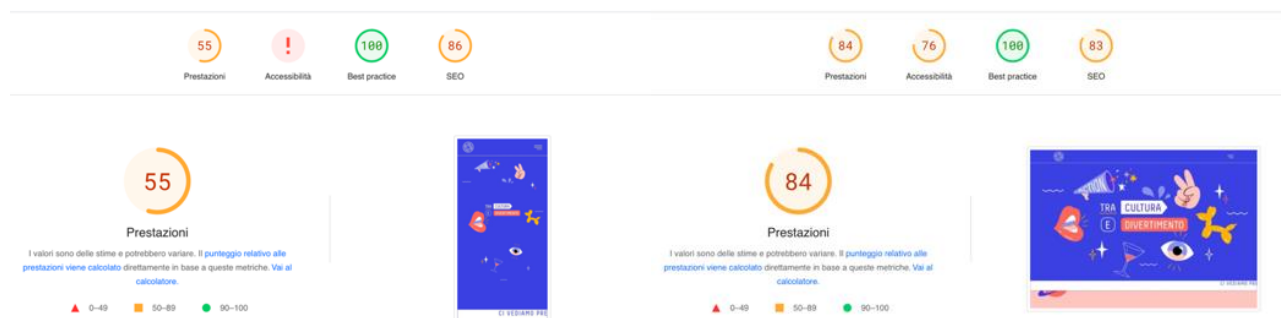 55
!
100
86
Prestazioni
Accessibilità
Best practice
SEO
84
76
100
83
Prestazioni
Accessibilità
Best practice
SEO
55
Prestazioni
I valori sono delle stime e potrebbero variare. Il punteggio relativo alle
prestazioni viene calcolato direttamente in base a queste metriche. Vai al
calcolatore.
0–49
50–89
90–100
TRA CULTURA
E DIVERTIMENTO
CI VEDIAMO PRE
84
Prestazioni
I valori sono delle stime e potrebbero variare. Il punteggio relativo alle
prestazioni viene calcolato direttamente in base a queste metriche. Vai al
calcolatore.
0–49
50–89
90–100
TRA CULTURA
E DIVERTIMENTO
CI VEDIAMO PRE